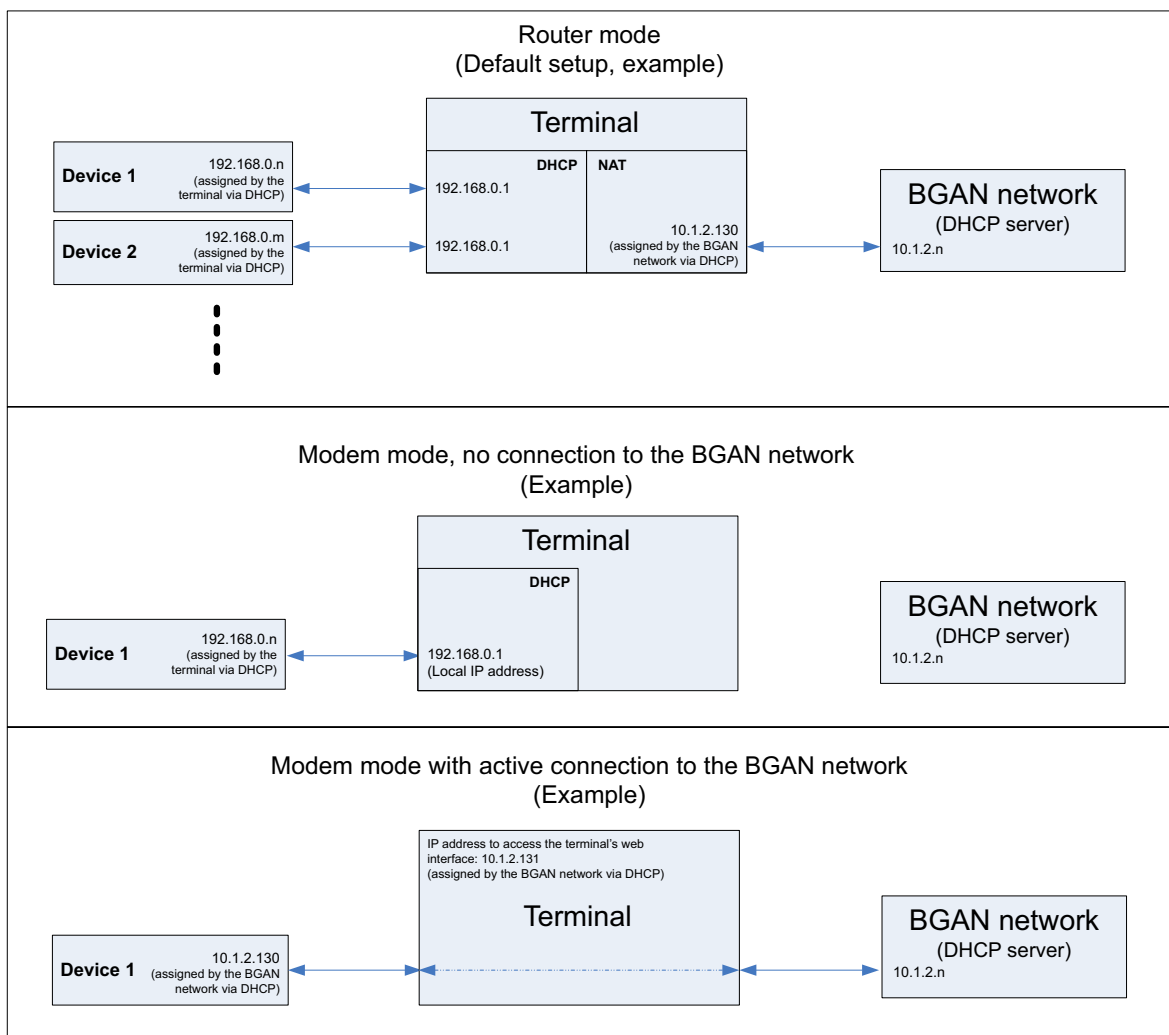 Router mode
(Default setup, example)
Terminal
Device 1
192.168.0.n
(assigned by the
terminal via DHCP)
DHCP
NAT
192.168.0.1
BGAN network
(DHCP server)
10.1.2.n
Device 2
192.168.0.m
(assigned by the
terminal via DHCP)
192.168.0.1
10.1.2.130
(assigned by the BGAN
network via DHCP)
Modem mode, no connection to the BGAN network
(Example)
Terminal
DHCP
Device 1
192.168.0.n
(assigned by the
terminal via DHCP)
192.168.0.1
(Local IP address)
BGAN network
(DHCP server)
10.1.2.n
Modem mode with active connection to the BGAN network
(Example)
IP address to access the terminal’s web
interface: 10.1.2.131
(assigned by the BGAN network via DHCP)
Terminal
Device 1
10.1.2.130
(assigned by the BGAN
network via DHCP)
BGAN network
(DHCP server)
10.1.2.n